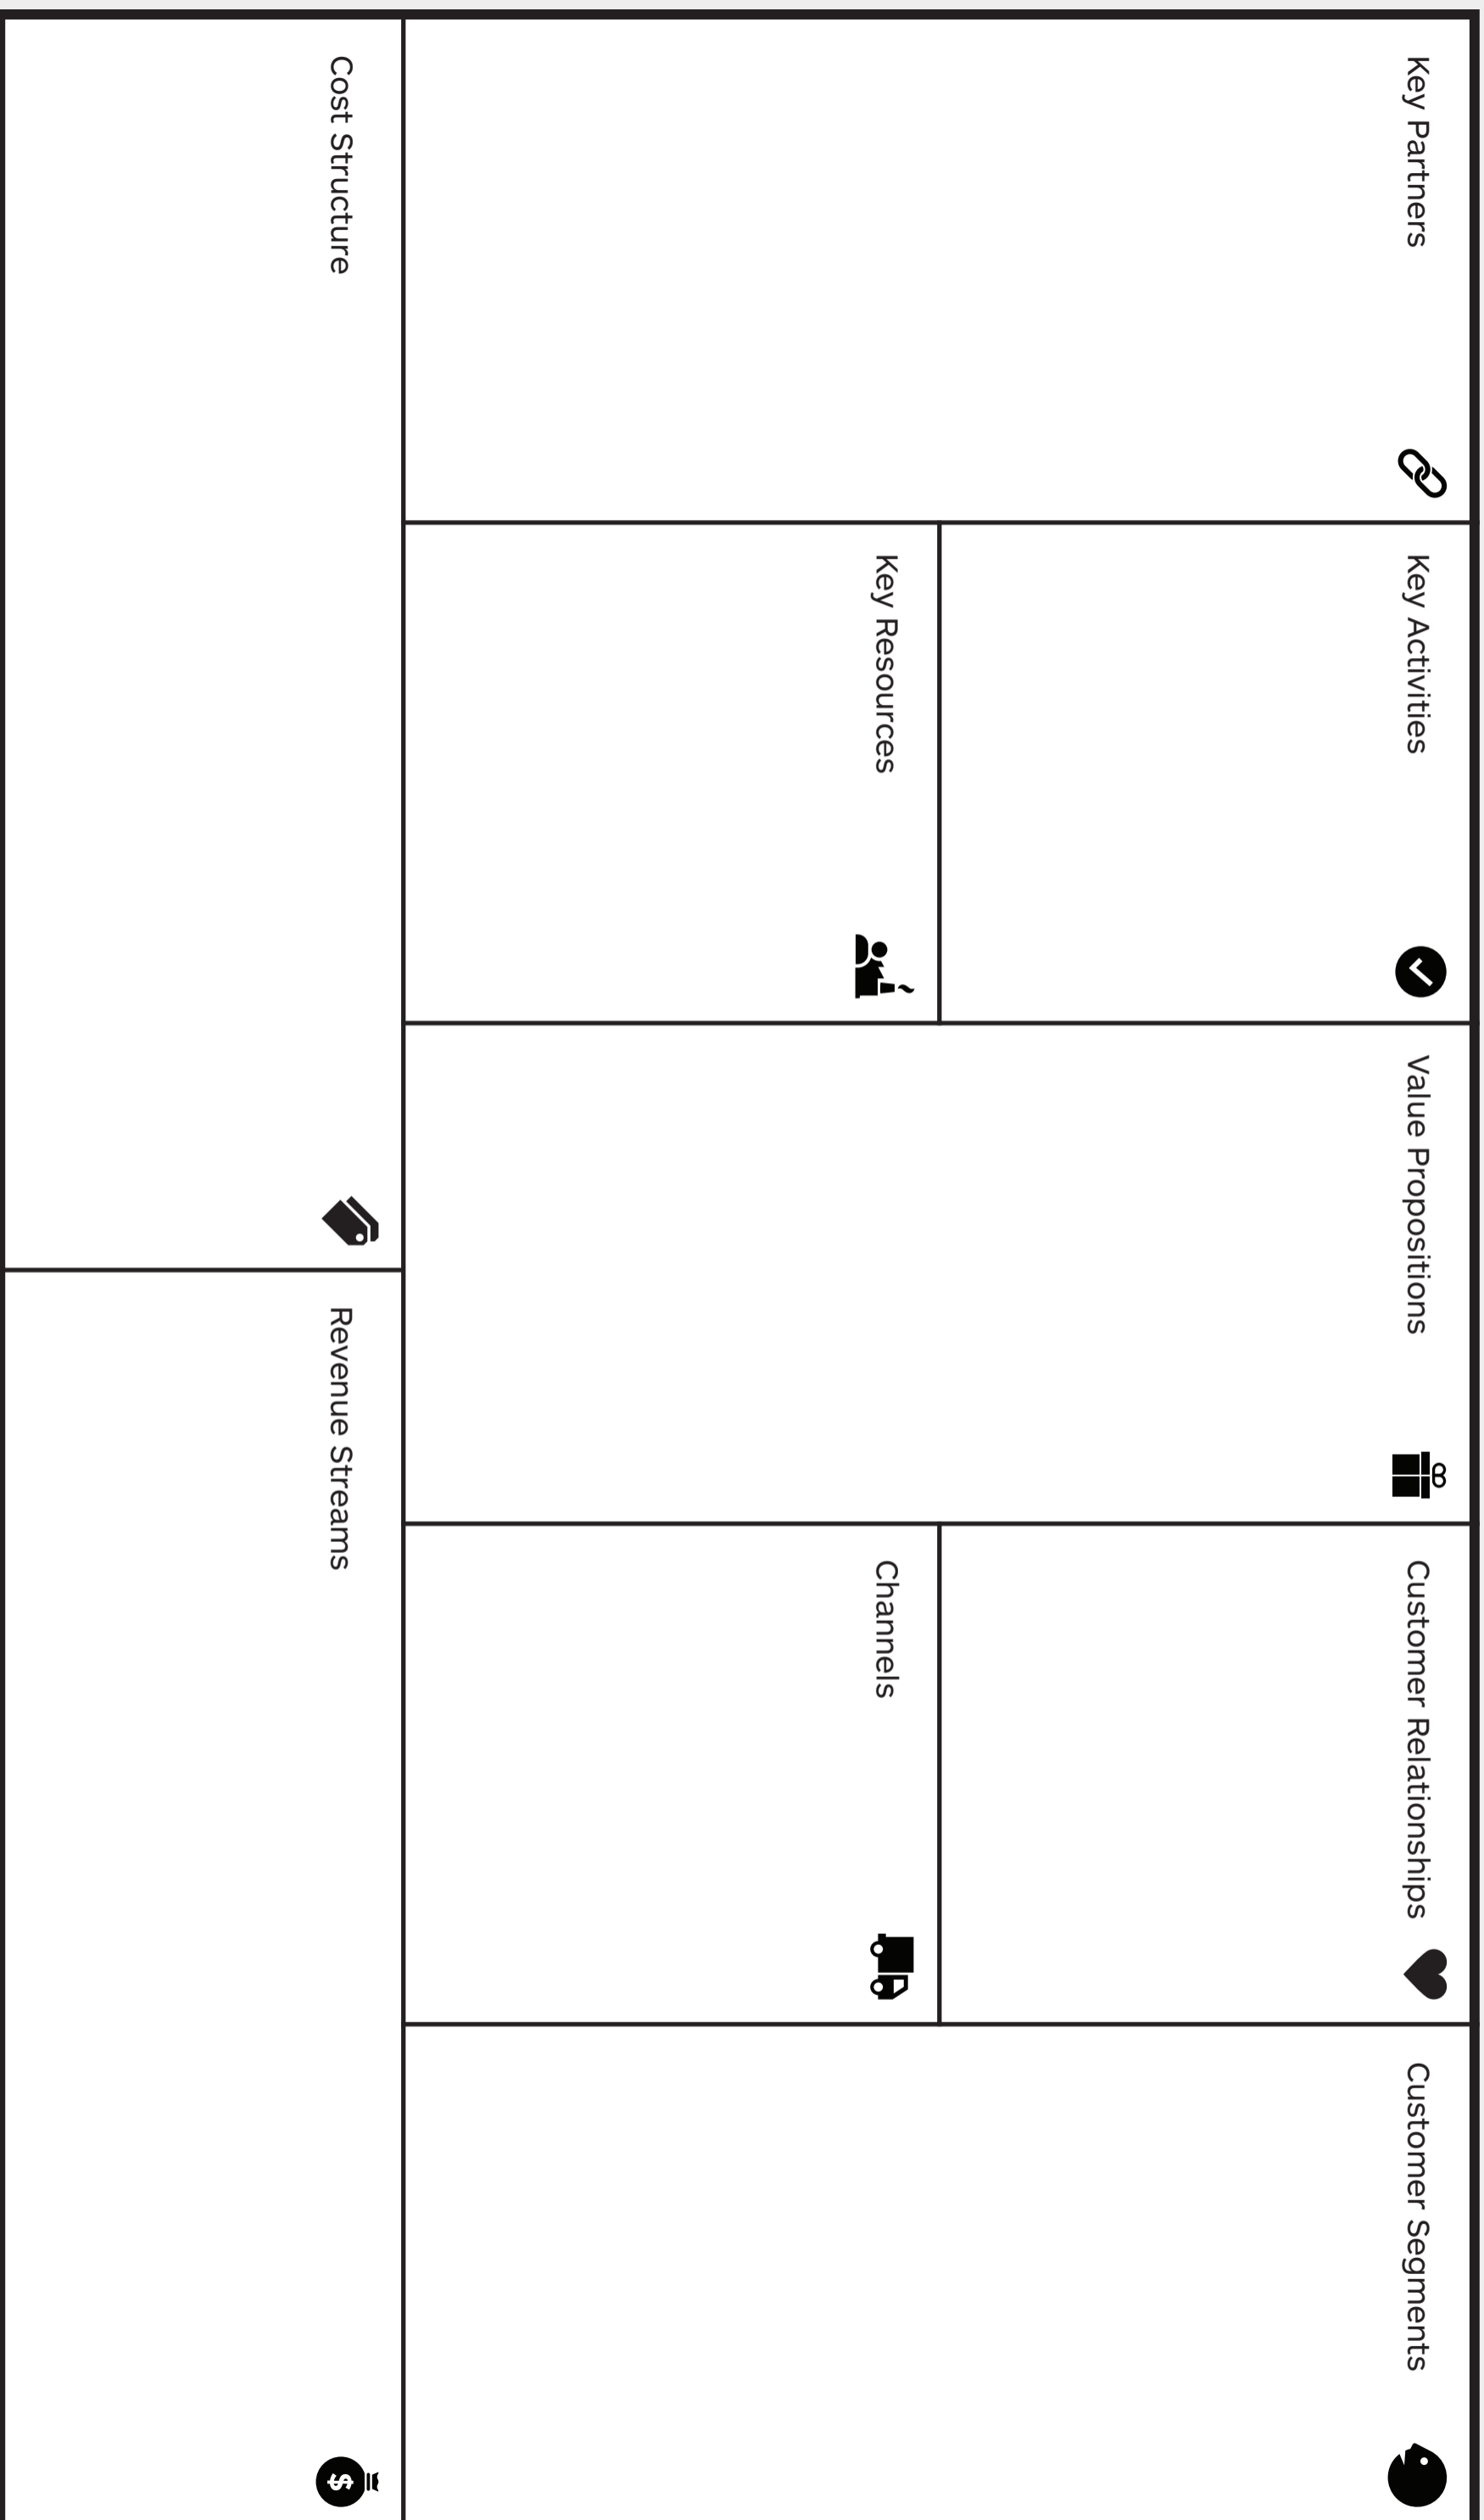 Key Partners
Key Activities
Key Resources
Value Propositions
Customer Relationships
Channels
Customer Segments
Cost Structure
Revenue Streams
$